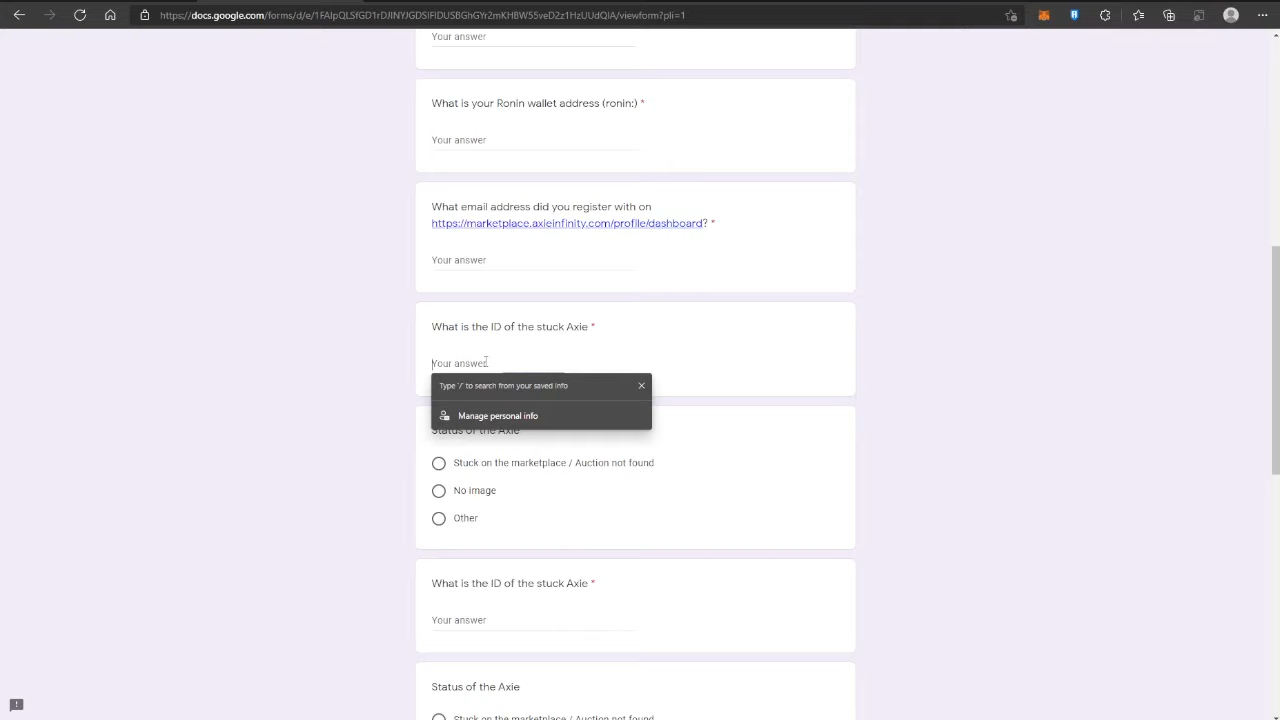 https://docs.google.com/forms/d/e/1FAIpQLSfGD1rDJINYJGDSIFlDUSBGhGYr2mKHBW55veD2z1HzUUdQIA/viewform?pli=1
Your answer
What is your Ronin wallet address (ronin:) *
Your answer
What email address did you register with on
https://marketplace.axieinfinity.com/profile/dashboard? *
Your answer
What is the ID of the stuck Axie *
Your answer
Type '/' to search from your saved info
Manage personal info
Status of the Axie
Stuck on the marketplace / Auction not found
No image
Other
What is the ID of the stuck Axie *
Your answer
Status of the Axie
Stuck on the marketplace / Auction not found